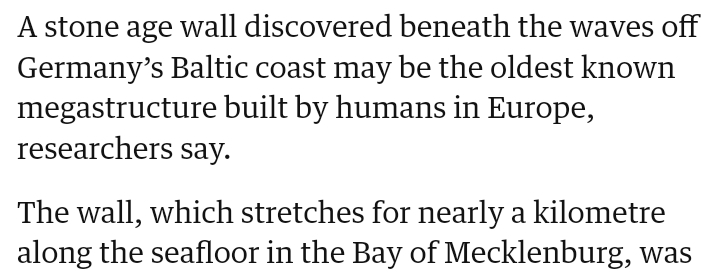 A stone age wall discovered beneath the waves off
Germany’s Baltic coast may be the oldest known
megastructure built by humans in Europe,
researchers say.
The wall, which stretches for nearly a kilometre
along the seafloor in the Bay of Mecklenburg, was